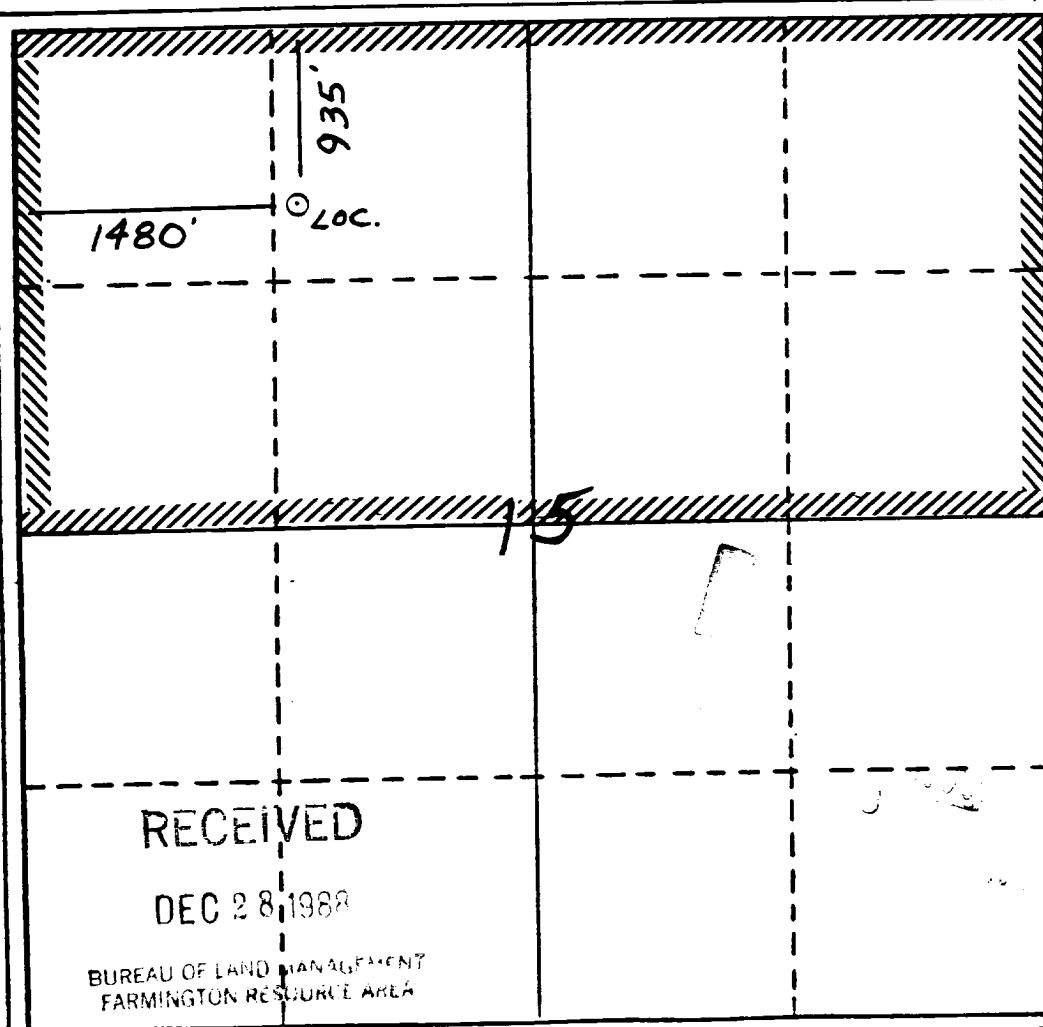 935'
1480'
LOC.
15
RECEIVED
DEC 28 1988
BUREAU OF LAND MANAGEMENT
FARMINGTON RESOURCE AREA